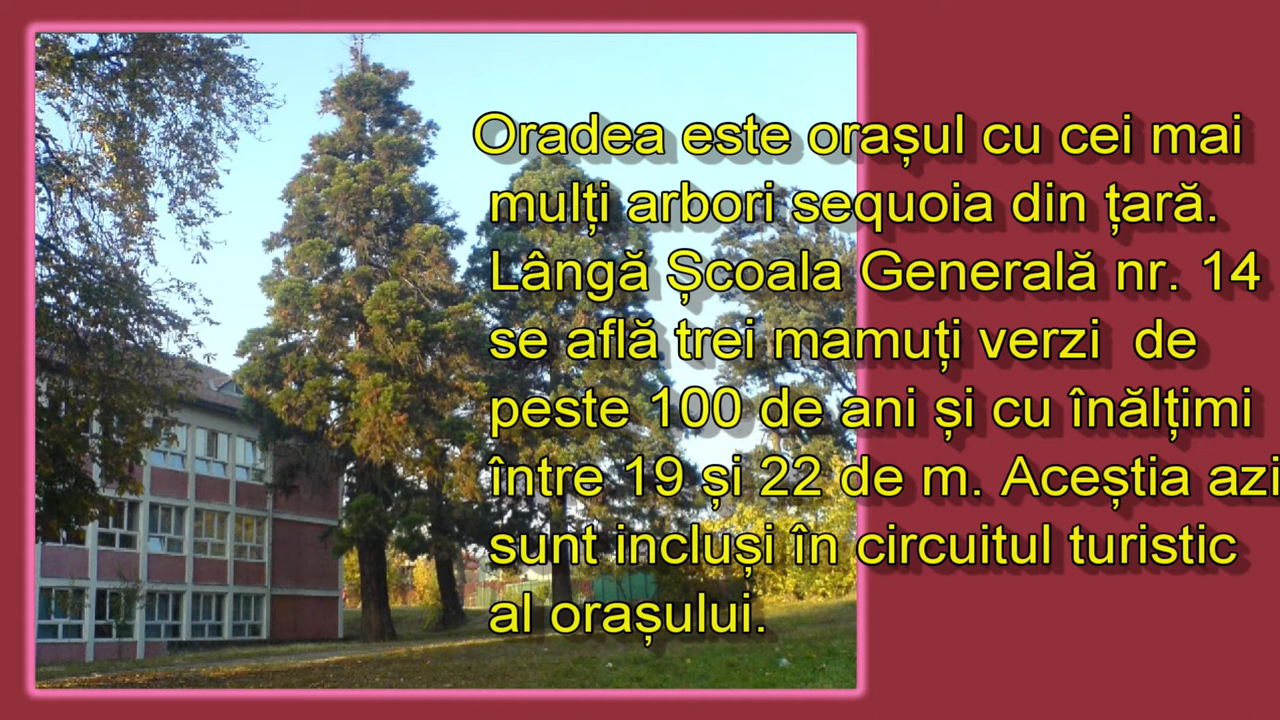 Oradea este orașul cu cei mai
mulți arbori sequoia din țară.
Lângă Școala Generală nr. 14
se află trei mamuți verzi  de
peste 100 de ani și cu înălțimi
între 19 și 22 de m. Aceștia azi
sunt incluși în circuitul turistic
al orașului.